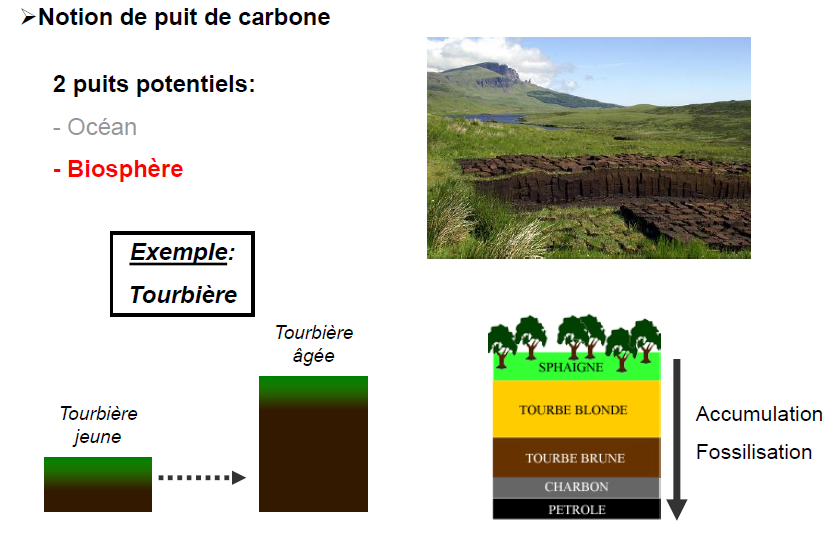 ➢Notion de puit de carbone
2 puits potentiels:
- Océan
- Biosphère
Exemple:
Tourbière
Tourbière
jeune
Tourbière
âgée
SPHAIGNE
TOURBE BLONDE
TOURBE BRUNE
CHARBON
PETROLE
Accumulation
Fossilisation